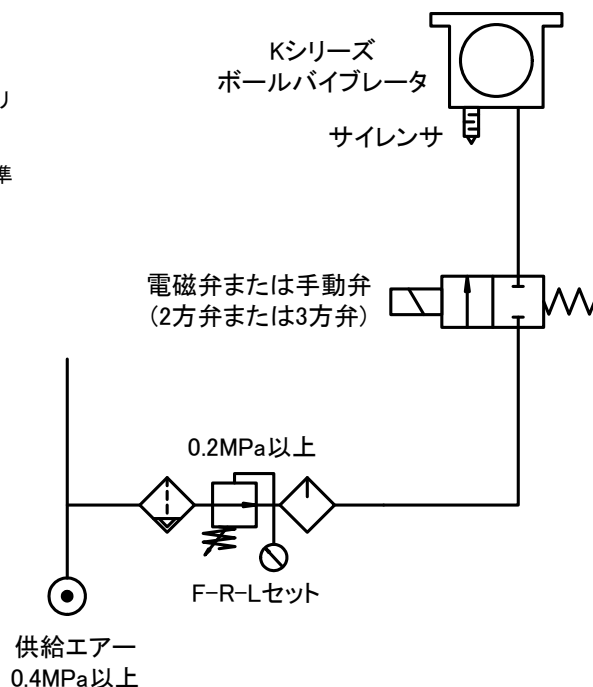 Kシリーズ
ボールバイブレータ
リ
サイレンサ
準
電磁弁または手動弁
(2方弁または3方弁)
0.2MPa以上
F-R-Lセット
供給エアー
0.4MPa以上